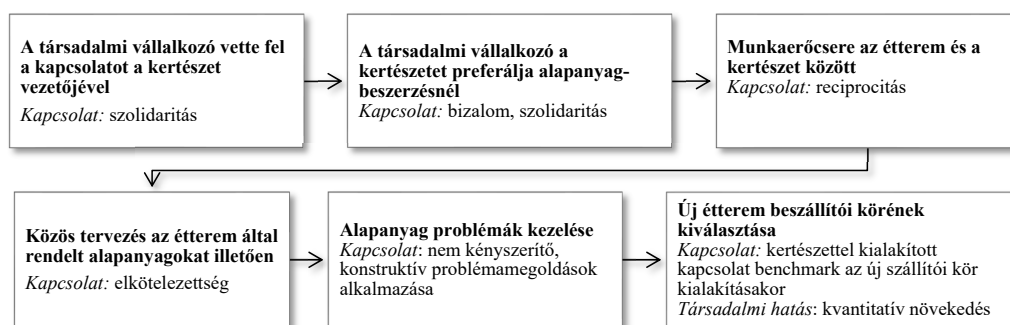 A társadalmi vállalkozó vette fel
a kapcsolatot a kertészet
vezetőjével
Kapcsolat: szolidaritás
A társadalmi vállalkozó a
kertészetet preferálja alapanyag-
beszerzésnél
Kapcsolat: bizalom, szolidaritás
Munkaerőcsere az étterem és a
kertészet között
Kapcsolat: reciprocitás
Közös tervezés az étterem által
rendelt alapanyagokat illetően
Kapcsolat: elkötelezettség
Alapanyag problémák kezelése
Kapcsolat: nem kényszerítő,
konstruktív problémamegoldások
alkalmazása
Új étterem beszállítói körének
kiválasztása
Kapcsolat: kertészettel kialakított
kapcsolat benchmark az új szállítói kör
kialakításakor
Társadalmi hatás: kvantitatív növekedés